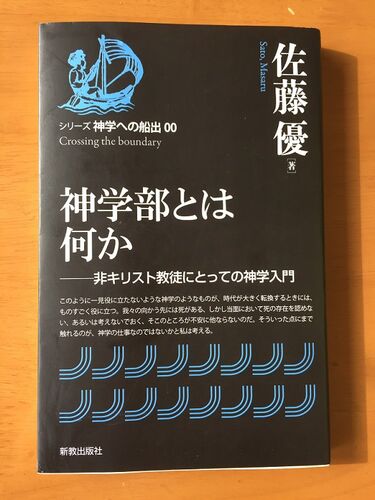 シリーズ 神学への船出 00
Crossing the boundary
佐藤 優
[著]
Sato, Masaru
神学部とは
何か
——非キリスト教徒にとっての神学入門
このように一見役に立たないような神学のようなものが、時代が大きく転換するときには、
ものすごく役に立つ。我々の向かう先には死がある。しかし当面において死の存在を認めな
い、あるいは考えないでおく、そこのところが不安に他ならないのだ。そういった点にまで
触れるのが、神学の仕事なのではないかと私は考える。
新教出版社